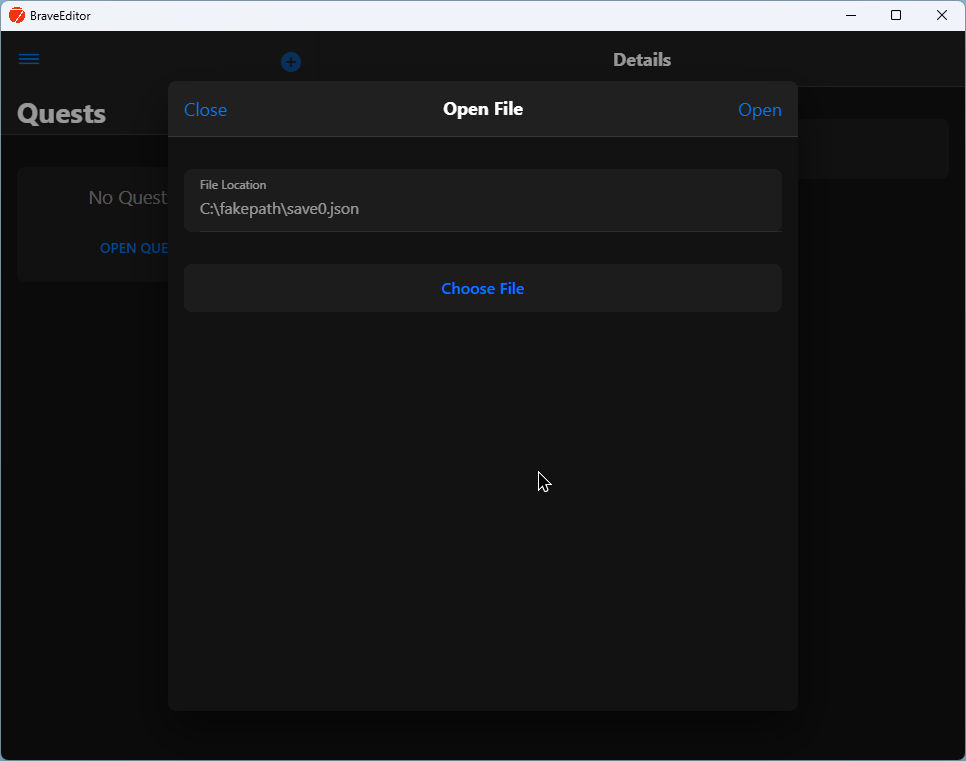 BraveEditor
Details
Quests
Close
Open File
Open
No Quest
OPEN QUE
File Location
C:\fakepath\save0.json
Choose File